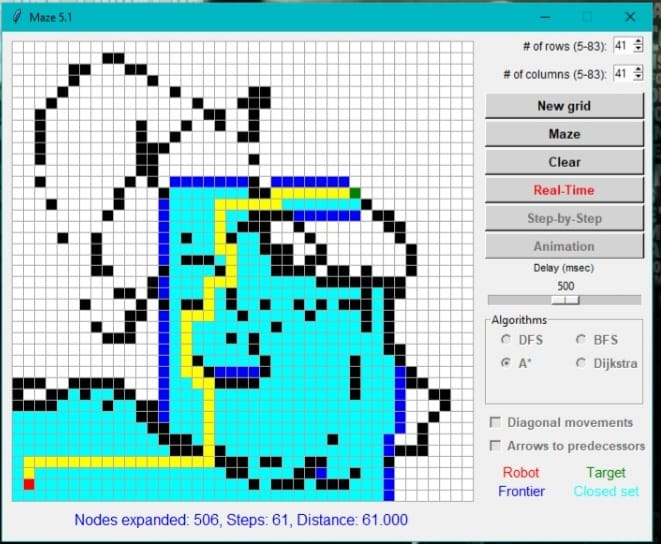 Maze 5.1
# of rows (5-83): 41
# of columns (5-83): 41
New grid
Maze
Clear
Real-Time
Step-by-Step
Animation
Delay (msec)
500
Algorithms
DFS BFS
A* Dijkstra
Diagonal movements
Arrows to predecessors
Robot Target
Frontier Closed set
Nodes expanded: 506, Steps: 61, Distance: 61.000